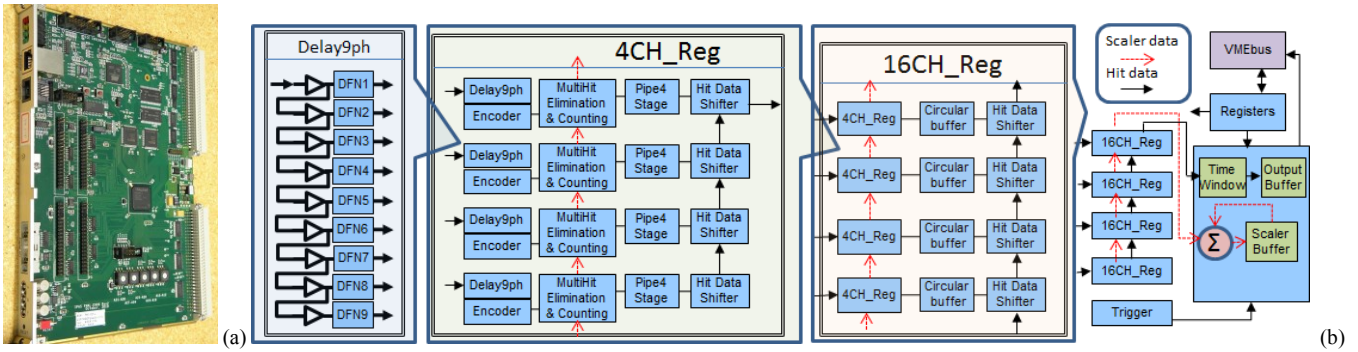 (a)
Delay9ph
DFN1
DFN2
DFN3
DFN4
DFN5
DFN6
DFN7
DFN8
DFN9
4CH_Reg
Delay9ph
Encoder
MultiHit
Elimination
& Counting
Pipe4
Stage
Hit Data
Shifter
Delay9ph
Encoder
MultiHit
Elimination
& Counting
Pipe4
Stage
Hit Data
Shifter
Delay9ph
Encoder
MultiHit
Elimination
& Counting
Pipe4
Stage
Hit Data
Shifter
Delay9ph
Encoder
MultiHit
Elimination
& Counting
Pipe4
Stage
Hit Data
Shifter
16CH_Reg
4CH_Reg
Circular
buffer
Hit Data
Shifter
4CH_Reg
Circular
buffer
Hit Data
Shifter
4CH_Reg
Circular
buffer
Hit Data
Shifter
4CH_Reg
Circular
buffer
Hit Data
Shifter
Scaler data
Hit data
VMEbus
Registers
16CH_Reg
16CH_Reg
16CH_Reg
16CH_Reg
Time
Window
Output
Buffer
Σ
Scaler
Buffer
Trigger
(b)